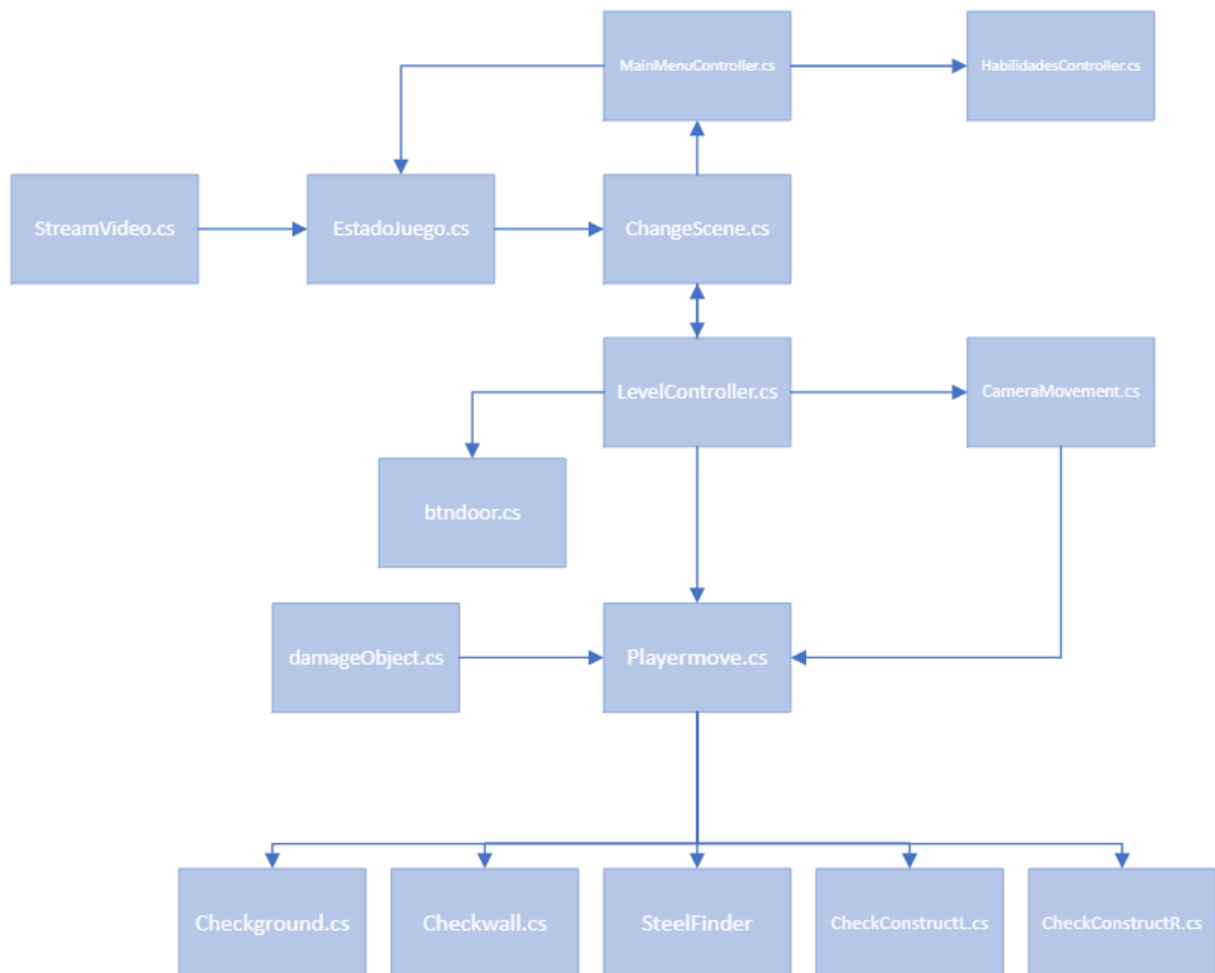 MainMenuController.cs
HabilidadesController.cs
StreamVideo.cs
EstadoJuego.cs
ChangeScene.cs
LevelController.cs
CameraMovement.cs
btndoor.cs
damageObject.cs
Playermove.cs
Checkground.cs
Checkwall.cs
SteelFinder
CheckConstructL.cs
CheckConstructR.cs